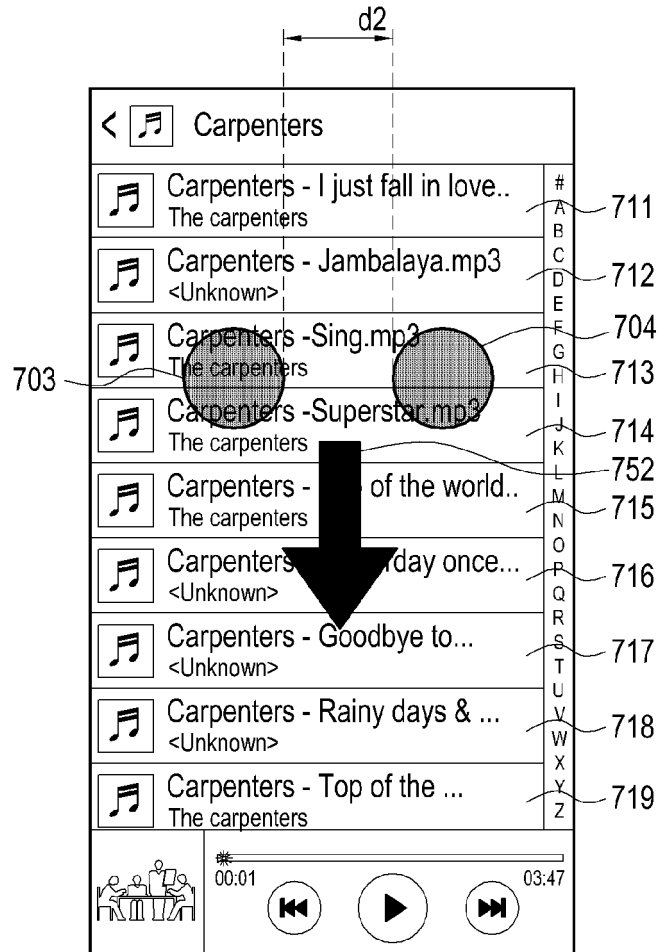 d2
< Carpenters
Carpenters - I just fall in love..
The carpenters
711
Carpenters - Jambalaya.mp3
<Unknown>
712
Carpenters -Sing.mp3
The carpenters
704
713
703
Carpenters -Superstar.mp3
The carpenters
714
752
Carpenters - of the world..
The carpenters
715
Carpenters once...
<Unknown>
716
Carpenters - Goodbye to...
<Unknown>
717
Carpenters - Rainy days & ...
<Unknown>
718
Carpenters - Top of the ...
The carpenters
719
#
A
B
C
D
E
F
G
H
I
J
K
L
M
N
O
P
Q
R
S
T
U
V
W
X
Y
Z
00:01 03:47